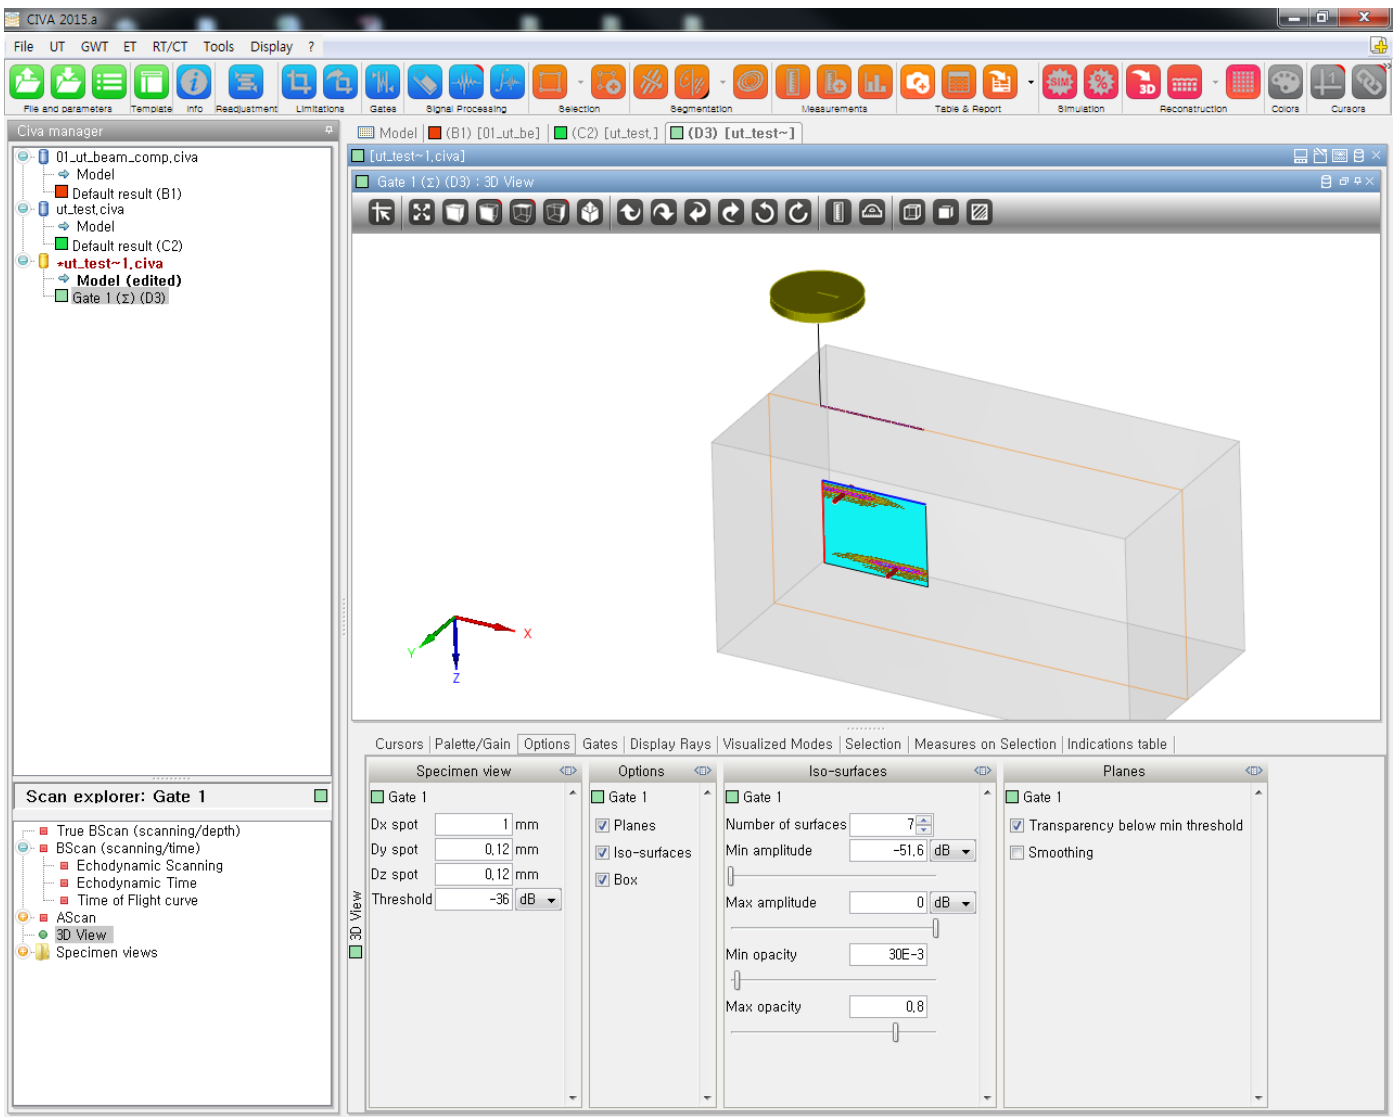 CIVA 2015.a
File UT GWT ET RT/CT Tools Display ?
SIM 3D 1
File and parameters Template Info Readjustment Limitations Gates Signal Processing Selection Segmentation Measurements Table & Report Simulation Reconstruction Colors Cursors
Civa manager
Model (B1) [01_ut_be] (C2) [ut_test,] (D3) [ut_test~]
01_ut_beam_comp,civa
Model
Default result (B1)
ut_test,civa
Model
Default result (C2)
*ut_test~1,civa
Model (edited)
Gate 1 (Σ) (D3)
[ut_test~1,civa]
Gate 1 (Σ) (D3) : 3D View
X
Y
Z
Scan explorer: Gate 1
True BScan (scanning/depth)
BScan (scanning/time)
Echodynamic Scanning
Echodynamic Time
Time of Flight curve
AScan
3D View
Specimen views
Cursors Palette/Gain Options Gates Display Rays Visualized Modes Selection Measures on Selection Indications table
3D View
Specimen view
Gate 1
Dx spot 1 mm
Dy spot 0,12 mm
Dz spot 0,12 mm
Threshold -36 dB
Options
Gate 1
Planes
Iso-surfaces
Box
Iso-surfaces
Gate 1
Number of surfaces 7
Min amplitude -51,6 dB
Max amplitude 0 dB
Min opacity 30E-3
Max opacity 0,8
Planes
Gate 1
Transparency below min threshold
Smoothing